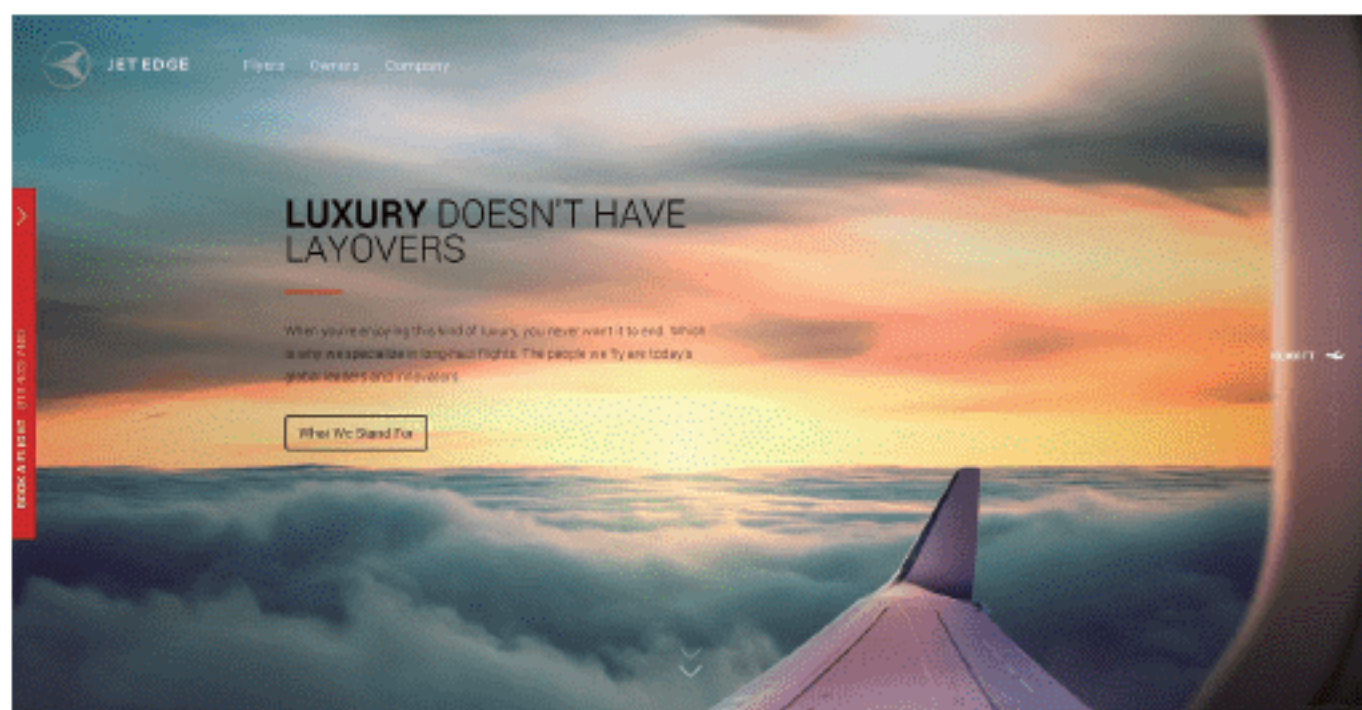 JET EDGE Flyers Owners Company
LUXURY DOESN'T HAVE
LAYOVERS
When you're enjoying this kind of luxury, you never want it to end. Which
is why we specialize in long-haul flights. The people we fly are today's
global leaders and innovators.
What We Stand For
BOOK A FLIGHT